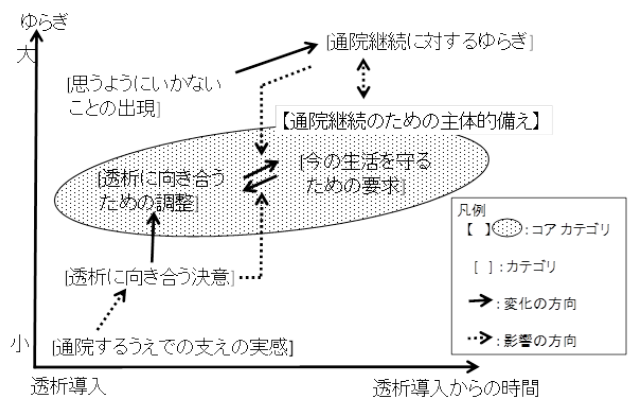 ゆらぎ
大
[通院継続に対するゆらぎ]
[思うようにいかない
ことの出現]
【通院継続のための主体的備え】
[透析に向き合う
ための調整]
[今の生活を守る
ための要求]
凡例
【 】 : コア カテゴリ
[ ] : カテゴリ
: 変化の方向
: 影響の方向
[透析に向き合う決意]
小
[通院するうえでの支えの実感]
透析導入
透析導入からの時間